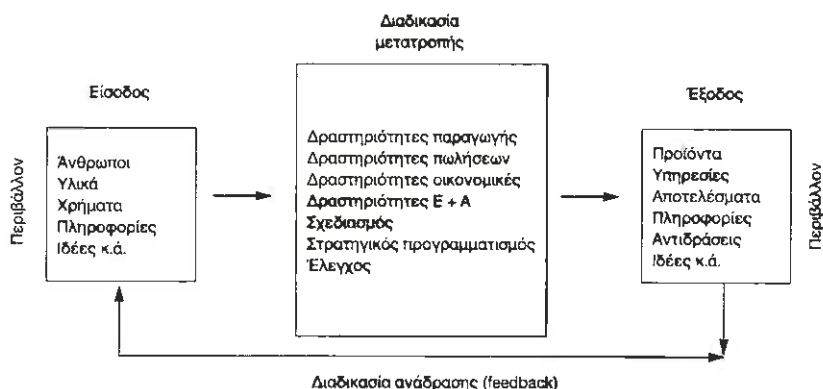 Διαδικασία
μετατροπής
Είσοδος
Έξοδος
Περιβάλλον
Άνθρωποι
Υλικά
Χρήματα
Πληροφορίες
Ιδέες κ.ά.
Δραστηριότητες παραγωγής
Δραστηριότητες πωλήσεων
Δραστηριότητες οικονομικές
Δραστηριότητες Ε + Α
Σχεδιασμός
Στρατηγικός προγραμματισμός
Έλεγχος
Προϊόντα
Υπηρεσίες
Αποτελέσματα
Πληροφορίες
Αντιδράσεις
Ιδέες κ.ά.
Περιβάλλον
Διαδικασία ανάδρασης (feedback)